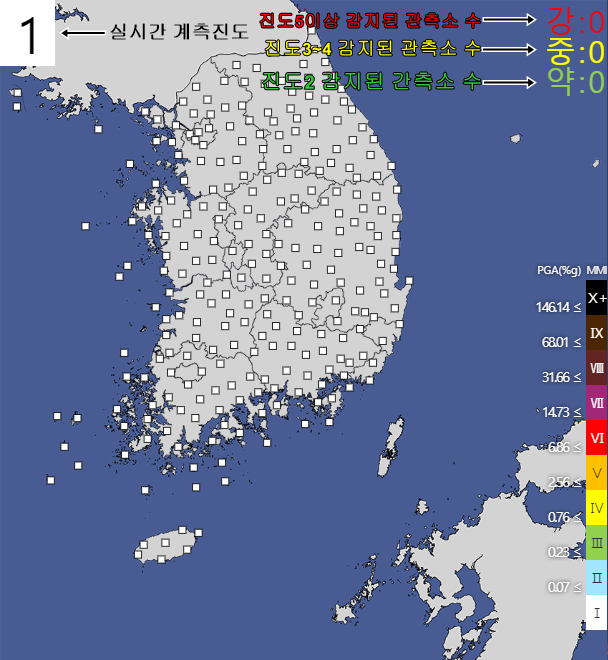 1 실시간 계측진도
진도5이상 감지된 관측소 수 강:0
진도3~4 감지된 관측소 수 중:0
진도2 감지된 간측소 수 약:0
PGA(%g) MMI
X+
146.14 ≤
IX
68.01 ≤
VIII
31.66 ≤
VII
14.73 ≤
VI
6.86 ≤
V
2.56 ≤
IV
0.76 ≤
III
0.23 ≤
II
0.07 ≤
I